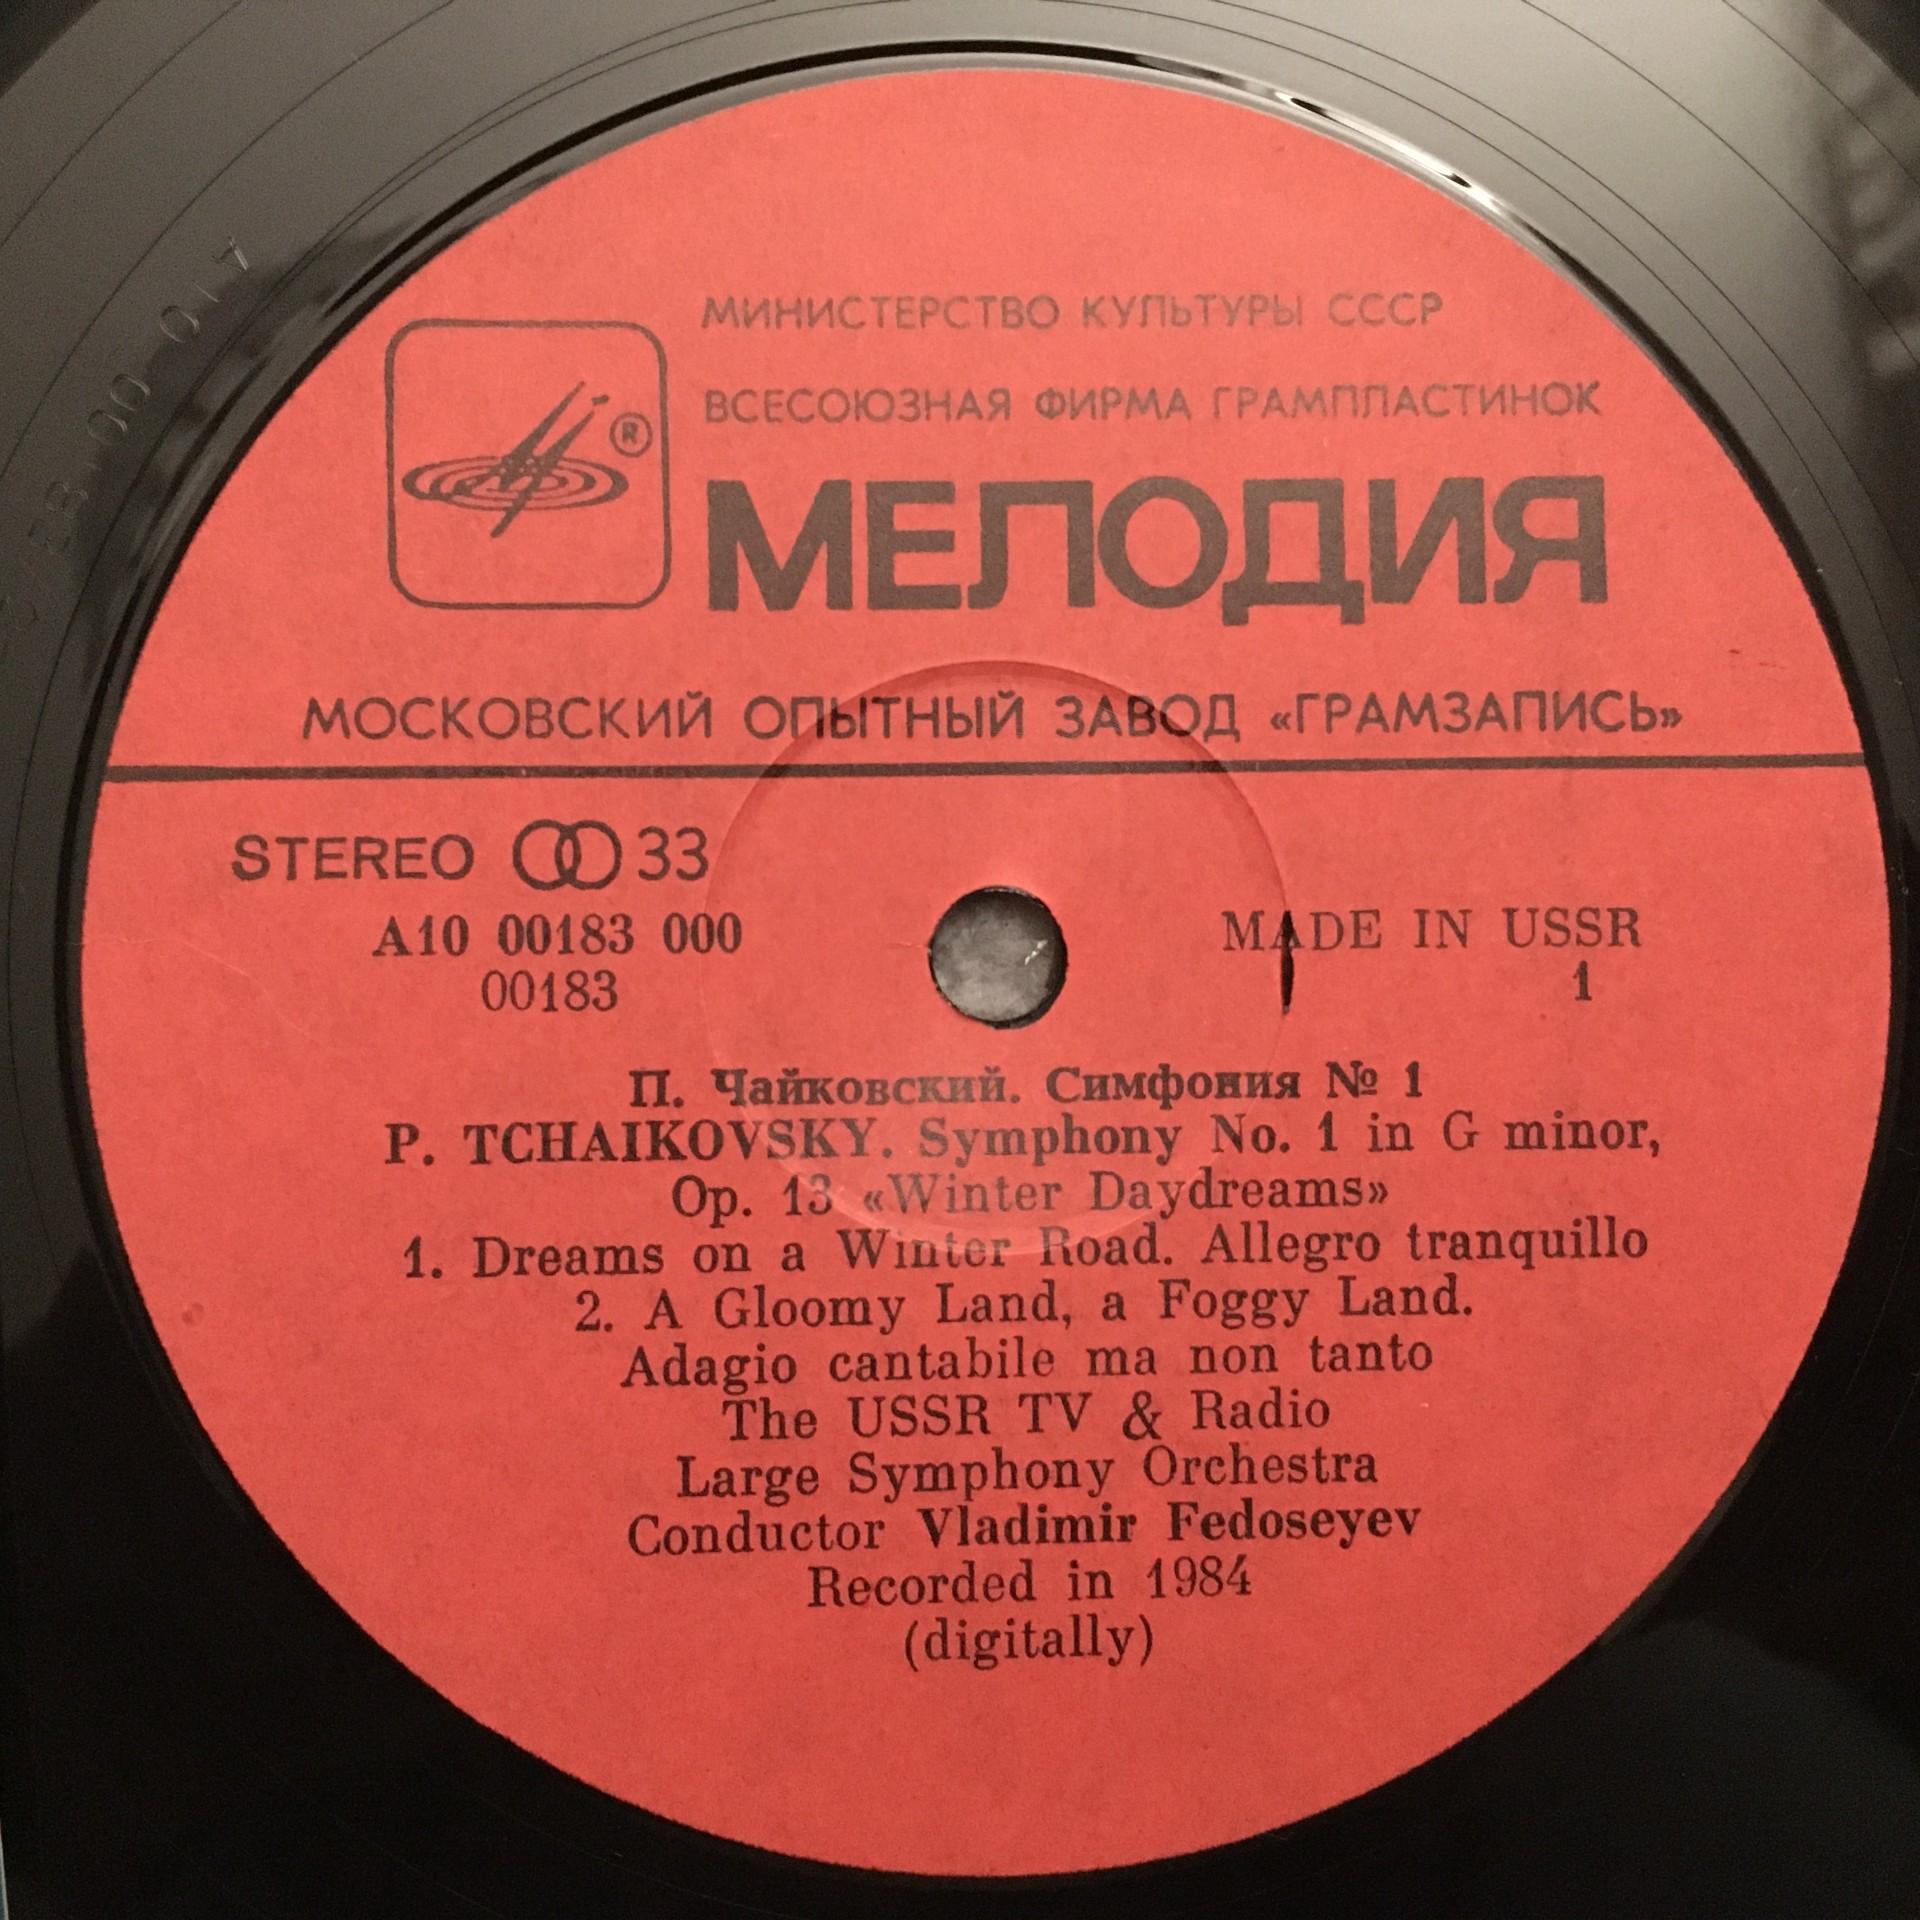 МИНИСТЕРСТВО КУЛЬТУРЫ СССР
ВСЕСОЮЗНАЯ ФИРМА ГРАМПЛАСТИНОК
®
МЕЛОДИЯ
МОСКОВСКИЙ ОПЫТНЫЙ ЗАВОД «ГРАМЗАПИСЬ»
STEREO 33
А10 00183 000
00183
MADE IN USSR
1
П. Чайковский. Симфония № 1
P. TCHAIKOVSKY. Symphony No. 1 in G minor,
Op. 13 «Winter Daydreams»
1. Dreams on a Winter Road. Allegro tranquillo
2. A Gloomy Land, a Foggy Land.
Adagio cantabile ma non tanto
The USSR TV & Radio
Large Symphony Orchestra
Conductor Vladimir Fedoseyev
Recorded in 1984
(digitally)